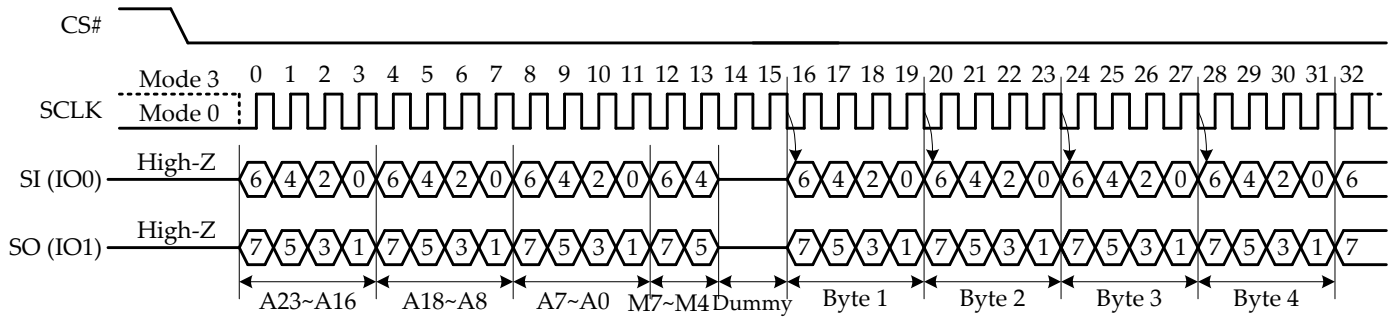 CS#
Mode 3 0 1 2 3 4 5 6 7 8 9 10 11 12 13 14 15 16 17 18 19 20 21 22 23 24 25 26 27 28 29 30 31 32
SCLK Mode 0
High-Z
SI (IO0) 6 4 2 0 6 4 2 0 6 4 2 0 6 4 6 4 2 0 6 4 2 0 6 4 2 0 6 4 2 0 6
High-Z
SO (IO1) 7 5 3 1 7 5 3 1 7 5 3 1 7 5 7 5 3 1 7 5 3 1 7 5 3 1 7 5 3 1 7
A23~A16 A18~A8 A7~A0 M7~M4 Dummy Byte 1 Byte 2 Byte 3 Byte 4